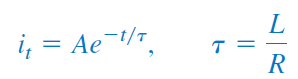 i_t = Ae^{-t/τ}, τ = L/R